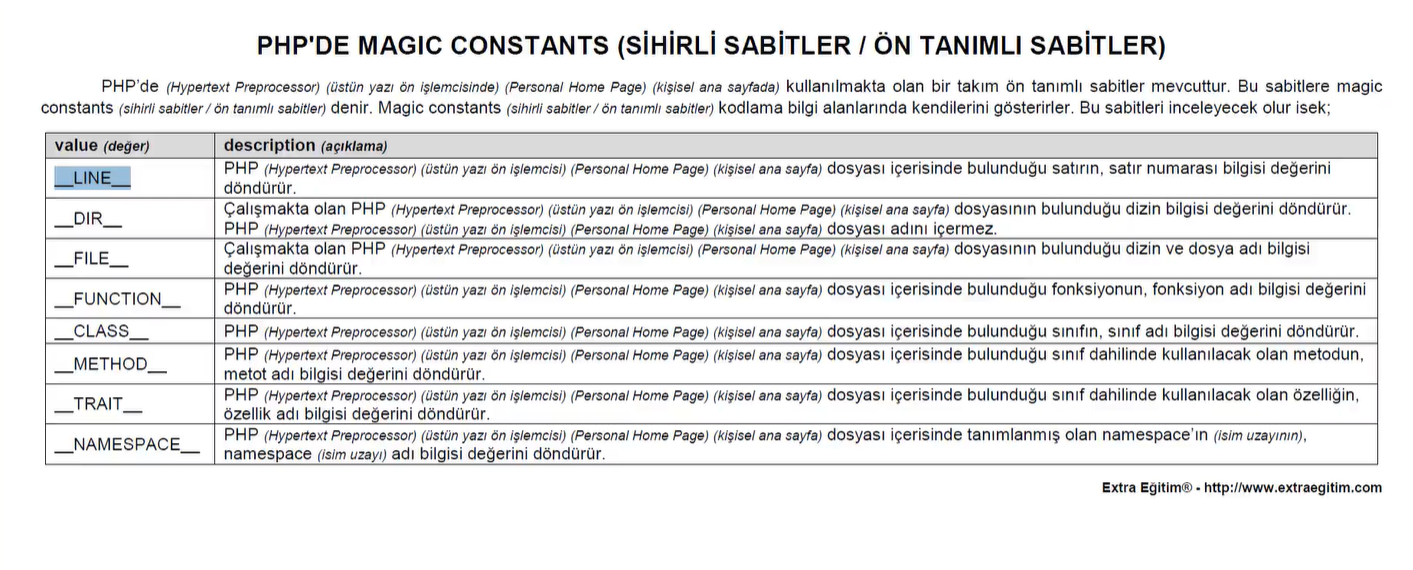 PHP'DE MAGIC CONSTANTS (SİHİRLİ SABİTLER / ÖN TANIMLI SABİTLER)
PHP'de (Hypertext Preprocessor) (üstün yazı ön işlemcisinde) (Personal Home Page) (kişisel ana sayfada) kullanılmakta olan bir takım ön tanımlı sabitler mevcuttur. Bu sabitlere magic
constants (sihirli sabitler / ön tanımlı sabitler) denir. Magic constants (sihirli sabitler / ön tanımlı sabitler) kodlama bilgi alanlarında kendilerini gösterirler. Bu sabitleri inceleyecek olur isek;
value (değer) description (açıklama)
__LINE__ PHP (Hypertext Preprocessor) (üstün yazı ön işlemcisi) (Personal Home Page) (kişisel ana sayfa) dosyası içerisinde bulunduğu satırın, satır numarası bilgisi değerini
döndürür.
__DIR__ Çalışmakta olan PHP (Hypertext Preprocessor) (üstün yazı ön işlemcisi) (Personal Home Page) (kişisel ana sayfa) dosyasının bulunduğu dizin bilgisi değerini döndürür.
PHP (Hypertext Preprocessor) (üstün yazı ön işlemcisi) (Personal Home Page) (kişisel ana sayfa) dosyası adını içermez.
__FILE__ Çalışmakta olan PHP (Hypertext Preprocessor) (üstün yazı ön işlemcisi) (Personal Home Page) (kişisel ana sayfa) dosyasının bulunduğu dizin ve dosya adı bilgisi
değerini döndürür.
__FUNCTION__ PHP (Hypertext Preprocessor) (üstün yazı ön işlemcisi) (Personal Home Page) (kişisel ana sayfa) dosyası içerisinde bulunduğu fonksiyonun, fonksiyon adı bilgisi değerini
döndürür.
__CLASS__ PHP (Hypertext Preprocessor) (üstün yazı ön işlemcisi) (Personal Home Page) (kişisel ana sayfa) dosyası içerisinde bulunduğu sınıfın, sınıf adı bilgisi değerini döndürür.
__METHOD__ PHP (Hypertext Preprocessor) (üstün yazı ön işlemcisi) (Personal Home Page) (kişisel ana sayfa) dosyası içerisinde bulunduğu sınıf dahilinde kullanılacak olan metodun,
metot adı bilgisi değerini döndürür.
__TRAIT__ PHP (Hypertext Preprocessor) (üstün yazı ön işlemcisi) (Personal Home Page) (kişisel ana sayfa) dosyası içerisinde bulunduğu sınıf dahilinde kullanılacak olan özelliğin,
özellik adı bilgisi değerini döndürür.
__NAMESPACE__ PHP (Hypertext Preprocessor) (üstün yazı ön işlemcisi) (Personal Home Page) (kişisel ana sayfa) dosyası içerisinde tanımlanmış olan namespace'ın (isim uzayının),
namespace (isim uzayı) adı bilgisi değerini döndürür.
Extra Eğitim® - http://www.extraegitim.com